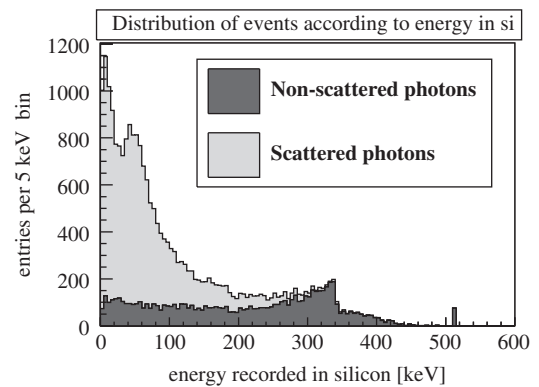 Distribution of events according to energy in si
1200
1000
800
600
400
200
0
entries per 5 keV bin
Non-scattered photons
Scattered photons
0 100 200 300 400 500 600
energy recorded in silicon [keV]